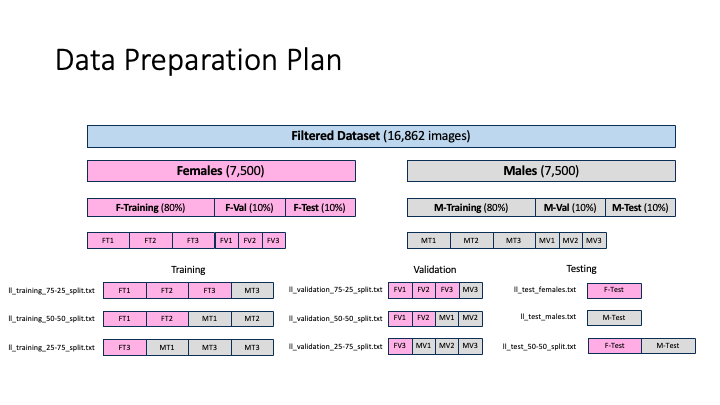 Data Preparation Plan
Filtered Dataset (16,862 images)
Females (7,500) Males (7,500)
F-Training (80%) F-Val (10%) F-Test (10%) M-Training (80%) M-Val (10%) M-Test (10%)
FT1 FT2 FT3 FV1 FV2 FV3 MT1 MT2 MT3 MV1 MV2 MV3
Training Validation Testing
ll_training_75-25_split.txt FT1 FT2 FT3 MT3 ll_validation_75-25_split.txt FV1 FV2 FV3 MV3 ll_test_females.txt F-Test
ll_training_50-50_split.txt FT1 FT2 MT1 MT2 ll_validation_50-50_split.txt FV1 FV2 MV1 MV2 ll_test_males.txt M-Test
ll_training_25-75_split.txt FT3 MT1 MT3 MT3 ll_validation_25-75_split.txt FV3 MV1 MV2 MV3 ll_test_50-50_split.txt F-Test M-Test